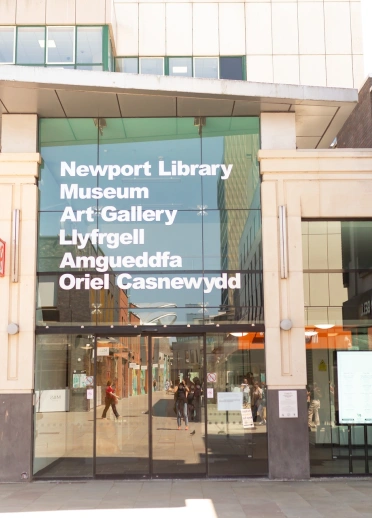 Newport Library
Museum
Art Gallery
Llyfrgell
Amgueddfa
Oriel Casnewydd